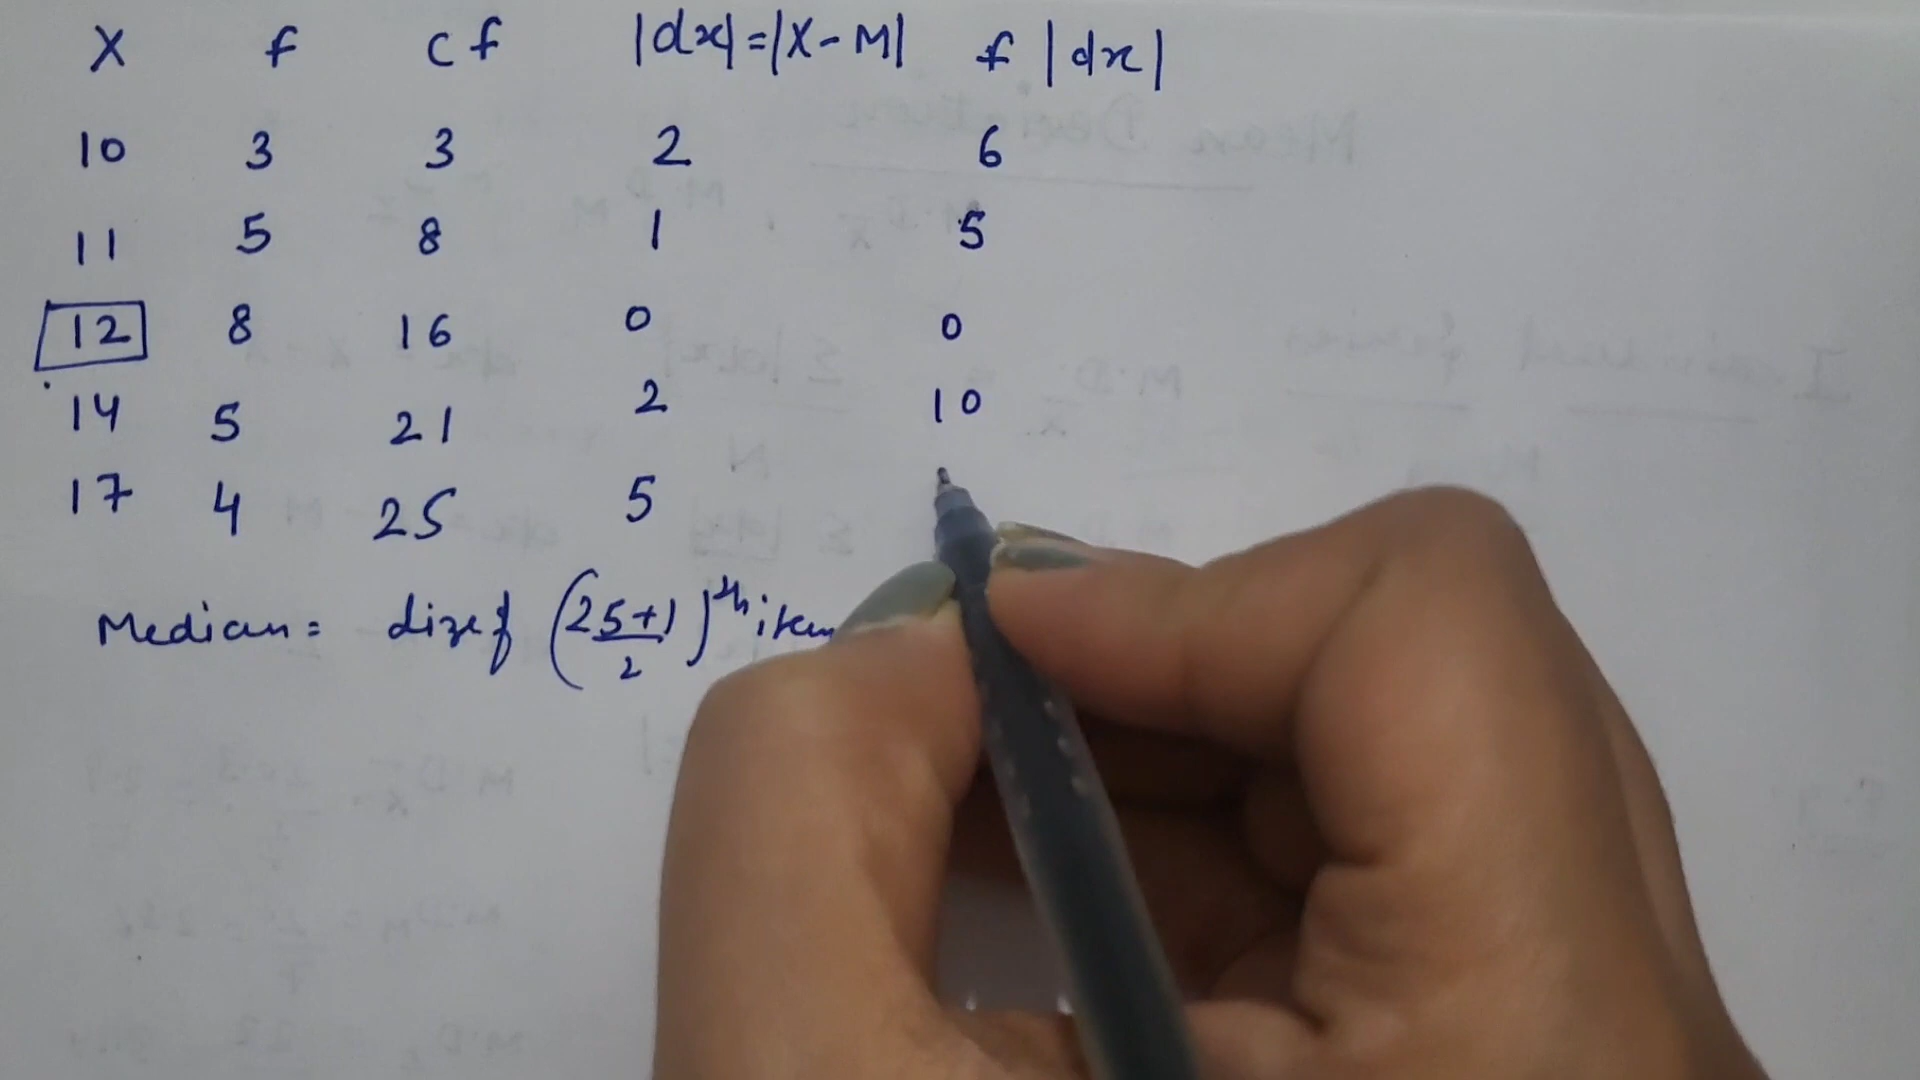 X f cf |dx|=|X-M| f|dx|
10 3 3 2 6
11 5 8 1 5
12 8 16 0 0
14 5 21 2 10
17 4 25 5
Median = size of (25+1/2)th item